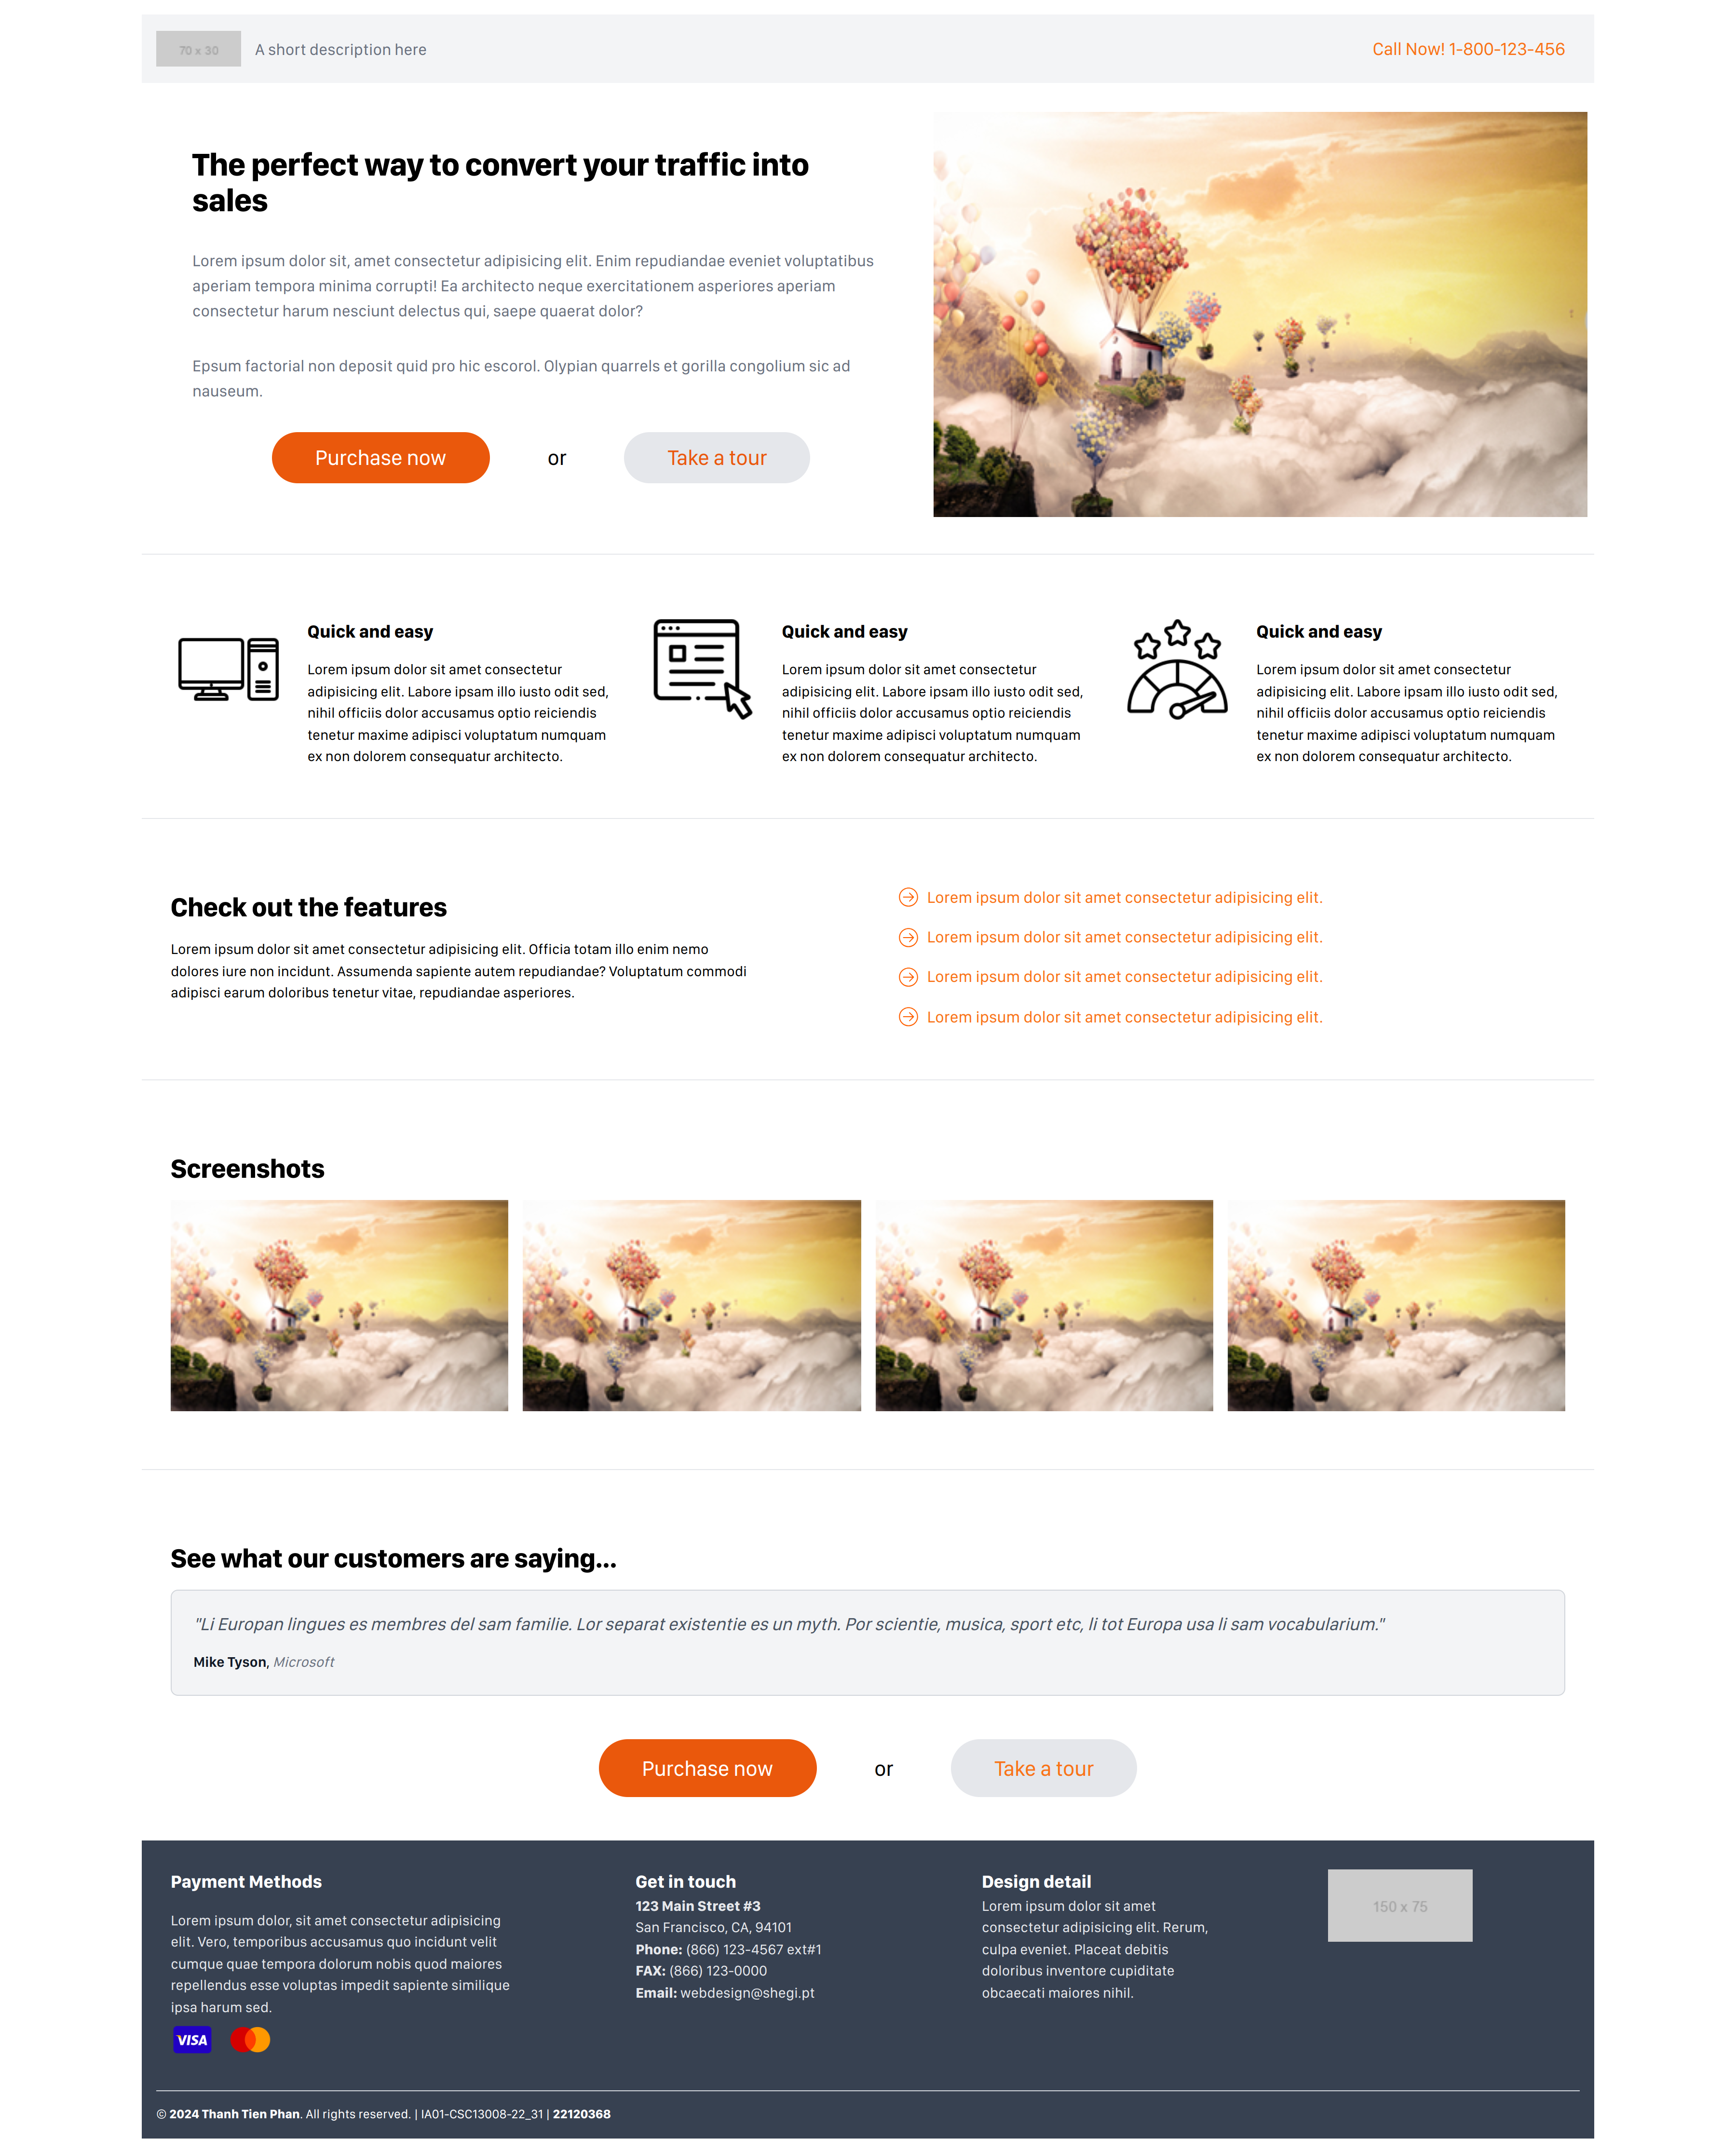 70 x 30
A short description here
Call Now! 1-800-123-456
The perfect way to convert your traffic into
sales
Lorem ipsum dolor sit, amet consectetur adipisicing elit. Enim repudiandae eveniet voluptatibus
aperiam tempora minima corrupti! Ea architecto neque exercitationem asperiores aperiam
consectetur harum nesciunt delectus qui, saepe quaerat dolor?
Epsum factorial non deposit quid pro hic escorol. Olypian quarrels et gorilla congolium sic ad
nauseum.
Purchase now
or
Take a tour
Quick and easy
Lorem ipsum dolor sit amet consectetur
adipisicing elit. Labore ipsam illo iusto odit sed,
nihil officiis dolor accusamus optio reiciendis
tenetur maxime adipisci voluptatum numquam
ex non dolorem consequatur architecto.
Quick and easy
Lorem ipsum dolor sit amet consectetur
adipisicing elit. Labore ipsam illo iusto odit sed,
nihil officiis dolor accusamus optio reiciendis
tenetur maxime adipisci voluptatum numquam
ex non dolorem consequatur architecto.
Quick and easy
Lorem ipsum dolor sit amet consectetur
adipisicing elit. Labore ipsam illo iusto odit sed,
nihil officiis dolor accusamus optio reiciendis
tenetur maxime adipisci voluptatum numquam
ex non dolorem consequatur architecto.
Check out the features
Lorem ipsum dolor sit amet consectetur adipisicing elit. Officia totam illo enim nemo
dolores iure non incidunt. Assumenda sapiente autem repudiandae? Voluptatum commodi
adipisci earum doloribus tenetur vitae, repudiandae asperiores.
Lorem ipsum dolor sit amet consectetur adipisicing elit.
Lorem ipsum dolor sit amet consectetur adipisicing elit.
Lorem ipsum dolor sit amet consectetur adipisicing elit.
Lorem ipsum dolor sit amet consectetur adipisicing elit.
Screenshots
See what our customers are saying...
"Li Europan lingues es membres del sam familie. Lor separat existentie es un myth. Por scientie, musica, sport etc, li tot Europa usa li sam vocabularium."
Mike Tyson, Microsoft
Purchase now
or
Take a tour
Payment Methods
Lorem ipsum dolor, sit amet consectetur adipisicing
elit. Vero, temporibus accusamus quo incidunt velit
cumque quae tempora dolorum nobis quod maiores
repellendus esse voluptas impedit sapiente similique
ipsa harum sed.
VISA
Get in touch
123 Main Street #3
San Francisco, CA, 94101
Phone: (866) 123-4567 ext#1
FAX: (866) 123-0000
Email: webdesign@shegi.pt
Design detail
Lorem ipsum dolor sit amet
consectetur adipisicing elit. Rerum,
culpa eveniet. Placeat debitis
doloribus inventore cupiditate
obcaecati maiores nihil.
150 x 75
© 2024 Thanh Tien Phan. All rights reserved. | IA01-CSC13008-22_31 | 22120368